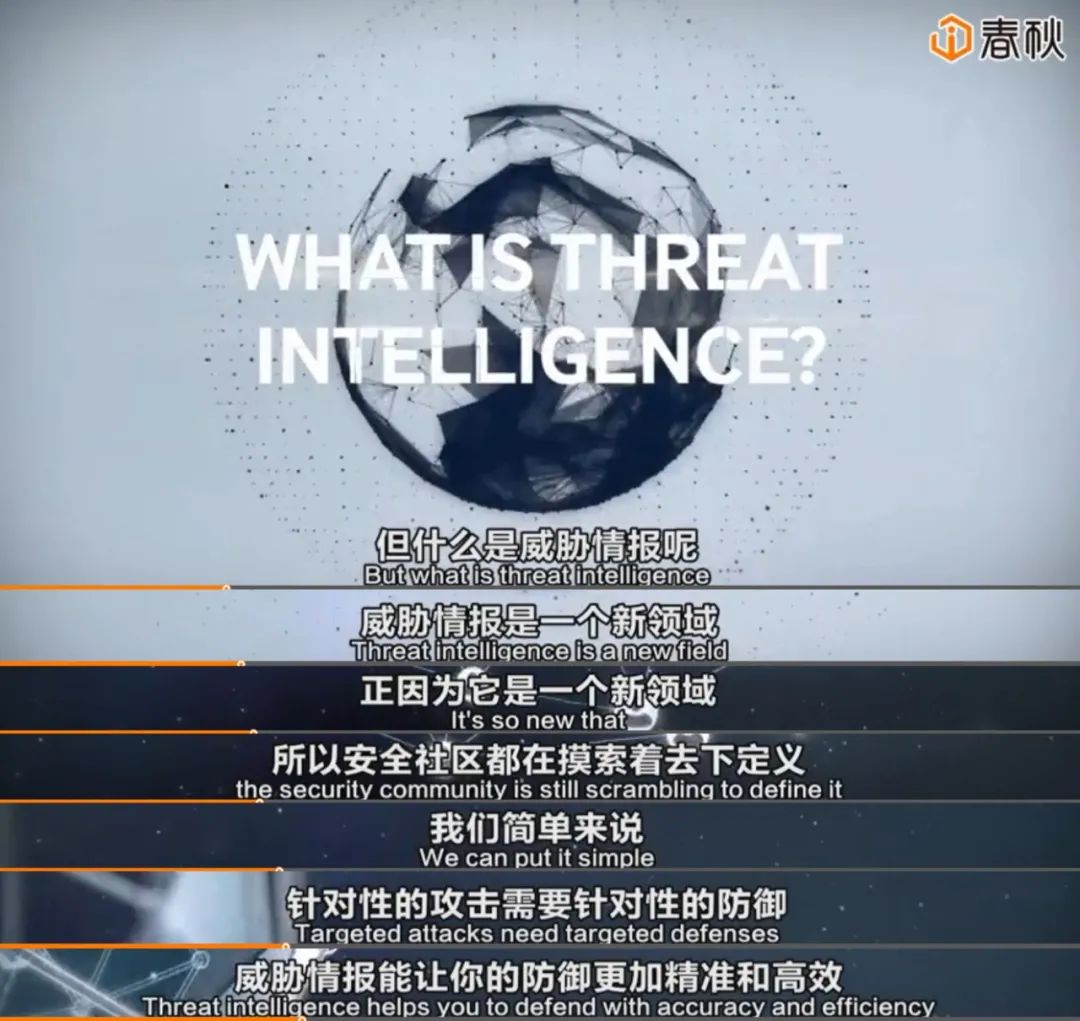 春秋
WHAT IS THREAT
INTELLIGENCE?
但什么是威胁情报呢
But what is threat intelligence
威胁情报是一个新领域
Threat intelligence is a new field
正因为它是一个新领域
It's so new that
所以安全社区都在摸索着去下定义
the security community is still scrambling to define it
我们简单来说
We can put it simple
针对性的攻击需要针对性的防御
Targeted attacks need targeted defenses
威胁情报能让你的防御更加精准和高效
Threat intelligence helps you to defend with accuracy and efficiency